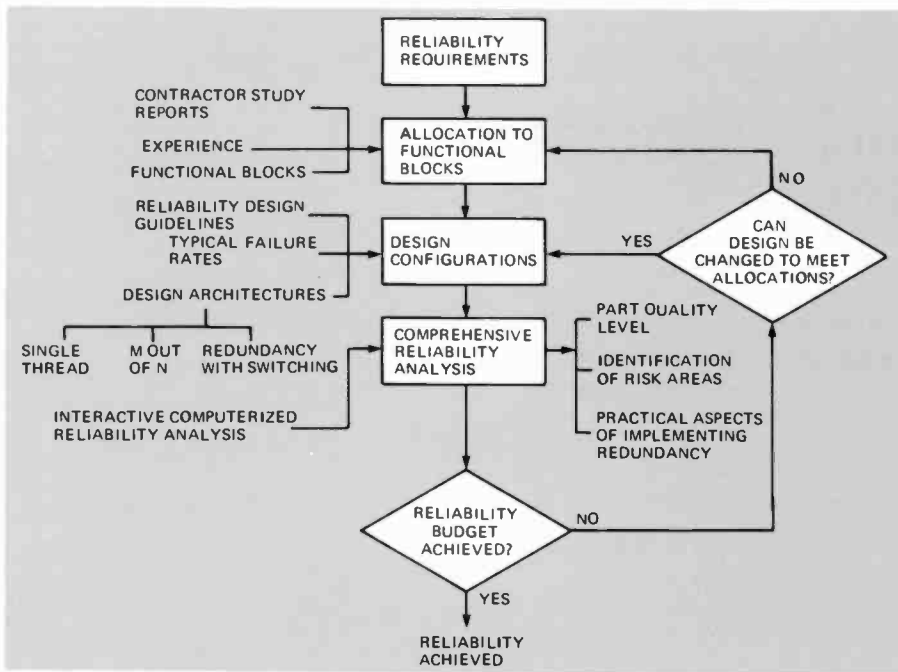 RELIABILITY
REQUIREMENTS
CONTRACTOR STUDY
REPORTS
EXPERIENCE
FUNCTIONAL BLOCKS
ALLOCATION TO
FUNCTIONAL
BLOCKS
NO
RELIABILITY DESIGN
GUIDELINES
TYPICAL FAILURE
RATES
DESIGN ARCHITECTURES
DESIGN
CONFIGURATIONS
YES
CAN
DESIGN BE
CHANGED TO MEET
ALLOCATIONS?
SINGLE
THREAD
M OUT
OF N
REDUNDANCY
WITH SWITCHING
INTERACTIVE COMPUTERIZED
RELIABILITY ANALYSIS
COMPREHENSIVE
RELIABILITY
ANALYSIS
PART QUALITY
LEVEL
IDENTIFICATION
OF RISK AREAS
PRACTICAL ASPECTS
OF IMPLEMENTING
REDUNDANCY
RELIABILITY
BUDGET
ACHIEVED?
NO
YES
RELIABILITY
ACHIEVED